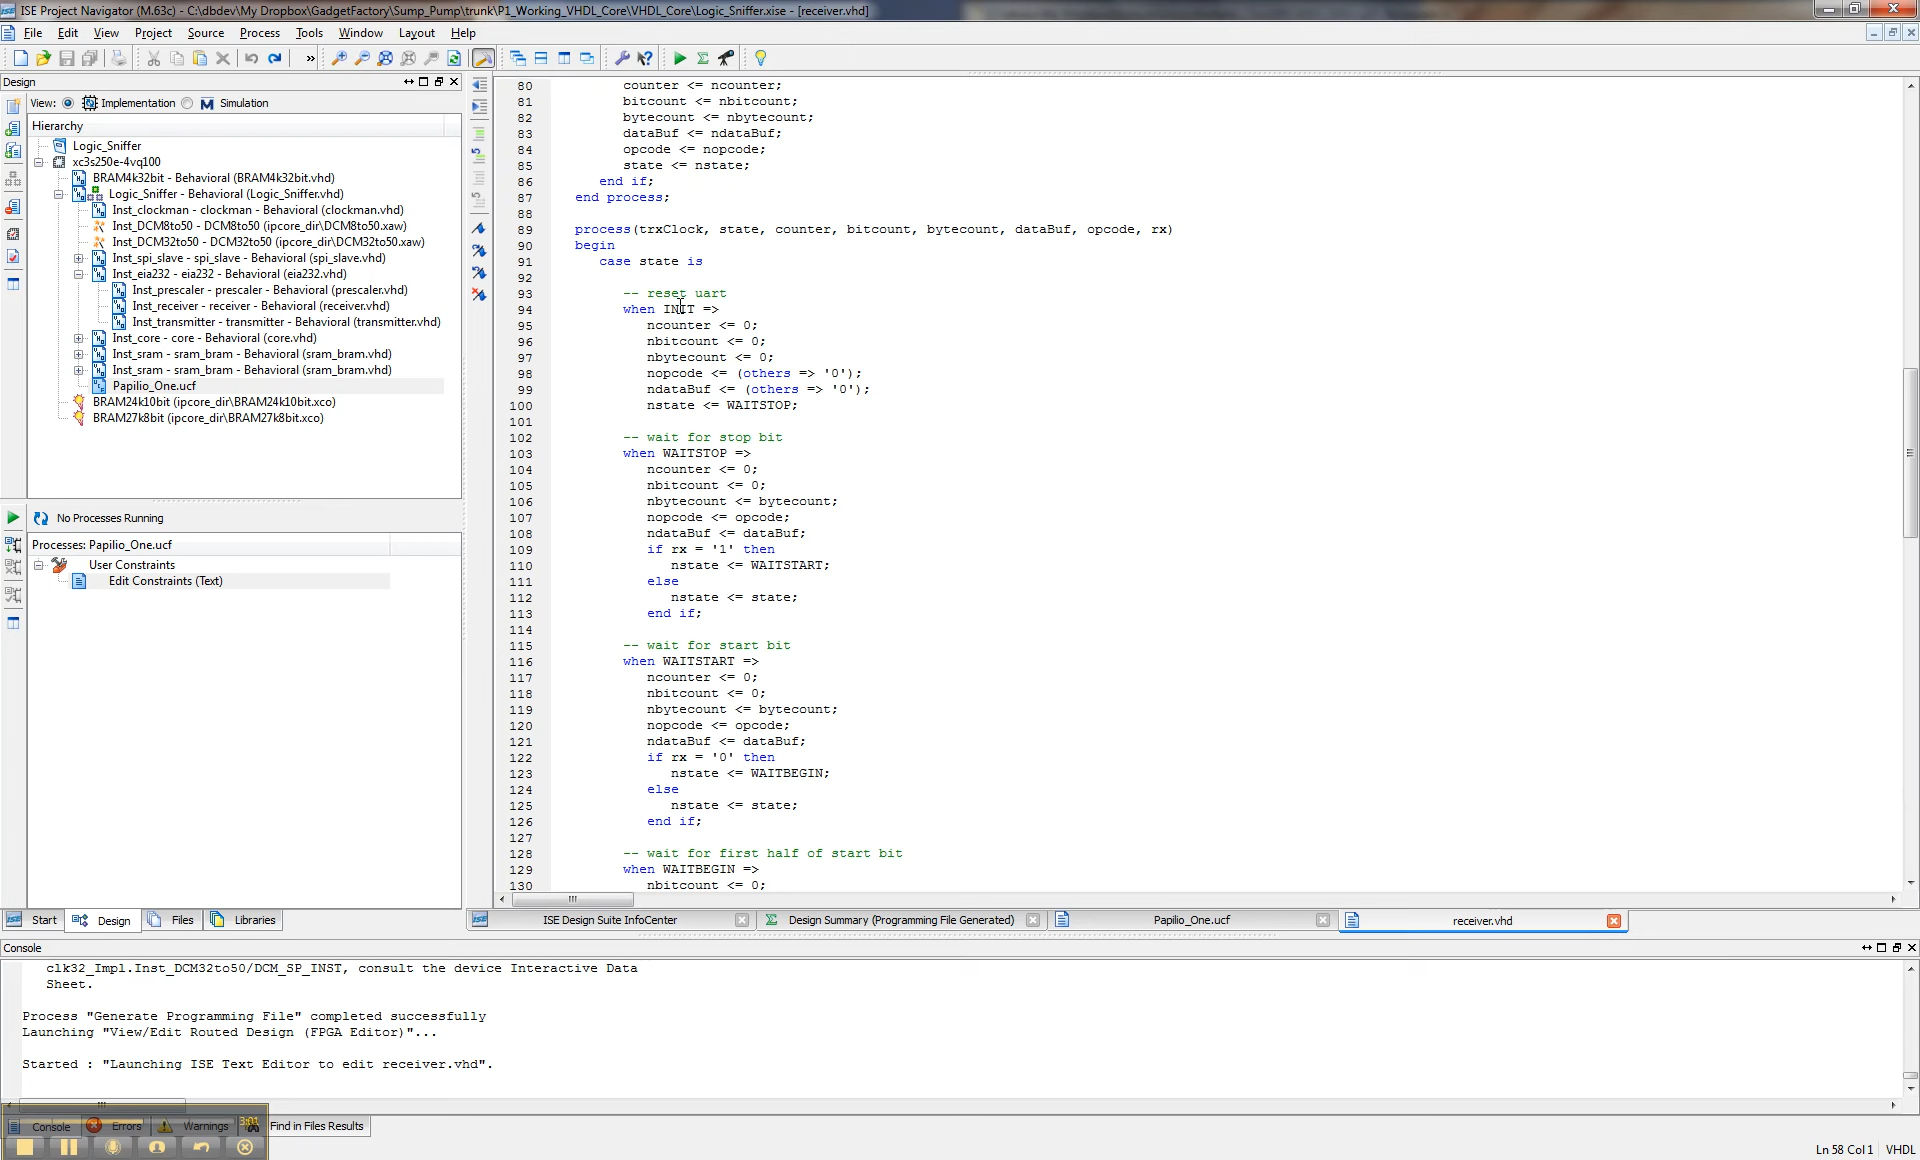 ISE Project Navigator (M.63c) - C:\dbdev\My Dropbox\GadgetFactory\Sump_Pump\trunk\P1_Working_VHDL_Core\VHDL_Core\Logic_Sniffer.xise - [receiver.vhd]
File Edit View Project Source Process Tools Window Layout Help
Design
View: Implementation Simulation
Hierarchy
Logic_Sniffer
xc3s250e-4vq100
BRAM4k32bit - Behavioral (BRAM4k32bit.vhd)
Logic_Sniffer - Behavioral (Logic_Sniffer.vhd)
Inst_clockman - clockman - Behavioral (clockman.vhd)
Inst_DCM8to50 - DCM8to50 (ipcore_dir\DCM8to50.xaw)
Inst_DCM32to50 - DCM32to50 (ipcore_dir\DCM32to50.xaw)
Inst_spi_slave - spi_slave - Behavioral (spi_slave.vhd)
Inst_eia232 - eia232 - Behavioral (eia232.vhd)
Inst_prescaler - prescaler - Behavioral (prescaler.vhd)
Inst_receiver - receiver - Behavioral (receiver.vhd)
Inst_transmitter - transmitter - Behavioral (transmitter.vhd)
Inst_core - core - Behavioral (core.vhd)
Inst_sram - sram_bram - Behavioral (sram_bram.vhd)
Inst_sram - sram_bram - Behavioral (sram_bram.vhd)
Papilio_One.ucf
BRAM24k10bit (ipcore_dir\BRAM24k10bit.xco)
BRAM27k8bit (ipcore_dir\BRAM27k8bit.xco)
No Processes Running
Processes: Papilio_One.ucf
User Constraints
Edit Constraints (Text)
Start Design Files Libraries
80 counter <= ncounter;
81 bitcount <= nbitcount;
82 bytecount <= nbytecount;
83 dataBuf <= ndataBuf;
84 opcode <= nopcode;
85 state <= nstate;
86 end if;
87 end process;
88
89 process(trxClock, state, counter, bitcount, bytecount, dataBuf, opcode, rx)
90 begin
91 case state is
92
93 -- reset uart
94 when INIT =>
95 ncounter <= 0;
96 nbitcount <= 0;
97 nbytecount <= 0;
98 nopcode <= (others => '0');
99 ndataBuf <= (others => '0');
100 nstate <= WAITSTOP;
101
102 -- wait for stop bit
103 when WAITSTOP =>
104 ncounter <= 0;
105 nbitcount <= 0;
106 nbytecount <= bytecount;
107 nopcode <= opcode;
108 ndataBuf <= dataBuf;
109 if rx = '1' then
110 nstate <= WAITSTART;
111 else
112 nstate <= state;
113 end if;
114
115 -- wait for start bit
116 when WAITSTART =>
117 ncounter <= 0;
118 nbitcount <= 0;
119 nbytecount <= bytecount;
120 nopcode <= opcode;
121 ndataBuf <= dataBuf;
122 if rx = '0' then
123 nstate <= WAITBEGIN;
124 else
125 nstate <= state;
126 end if;
127
128 -- wait for first half of start bit
129 when WAITBEGIN =>
130 nbitcount <= 0;
ISE Design Suite InfoCenter Design Summary (Programming File Generated) Papilio_One.ucf receiver.vhd
Console
clk32_Impl.Inst_DCM32to50/DCM_SP_INST, consult the device Interactive Data
Sheet.
Process "Generate Programming File" completed successfully
Launching "View/Edit Routed Design (FPGA Editor)"...
Started : "Launching ISE Text Editor to edit receiver.vhd".
Console Errors Warnings 3:01 Find in Files Results
Ln 58 Col 1 VHDL